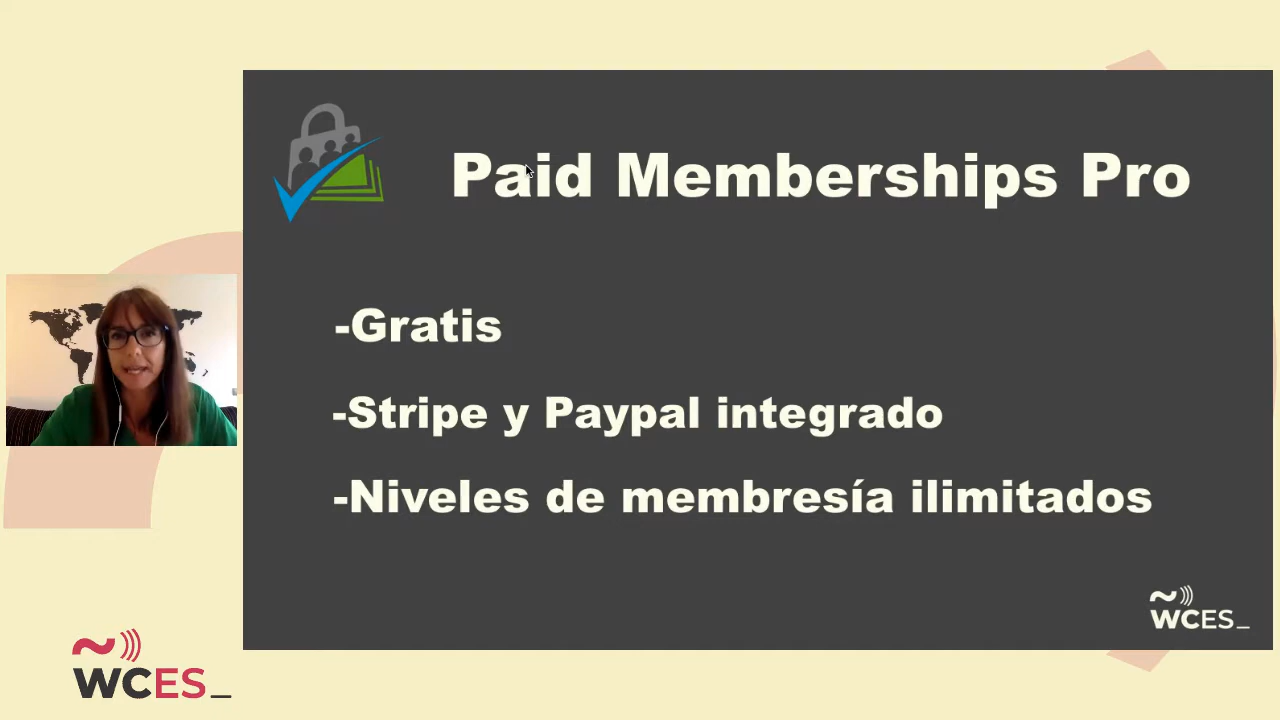 Paid Memberships Pro
-Gratis
-Stripe y Paypal integrado
-Niveles de membresía ilimitados
WCES_
WCES_